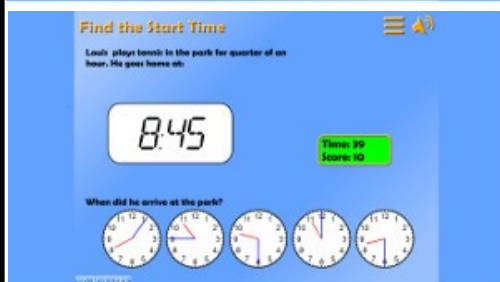 Find the Start Time
Louis plays tennis in the park for quarter of an
hour. He goes home at:
8:45
Time: 39
Score: 10
When did he arrive at the park?